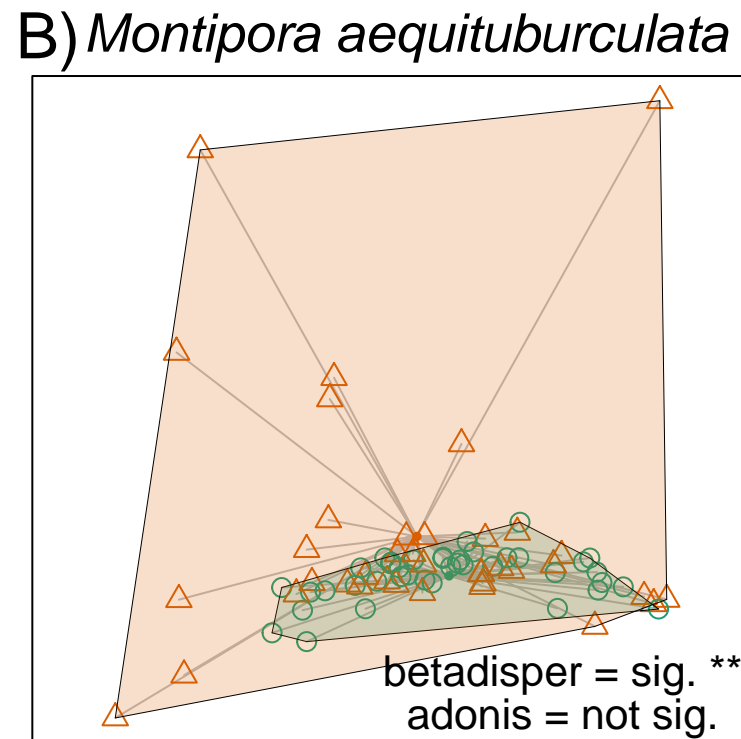 B) Montipora aequituburculata
betadisper = sig. **
adonis = not sig.